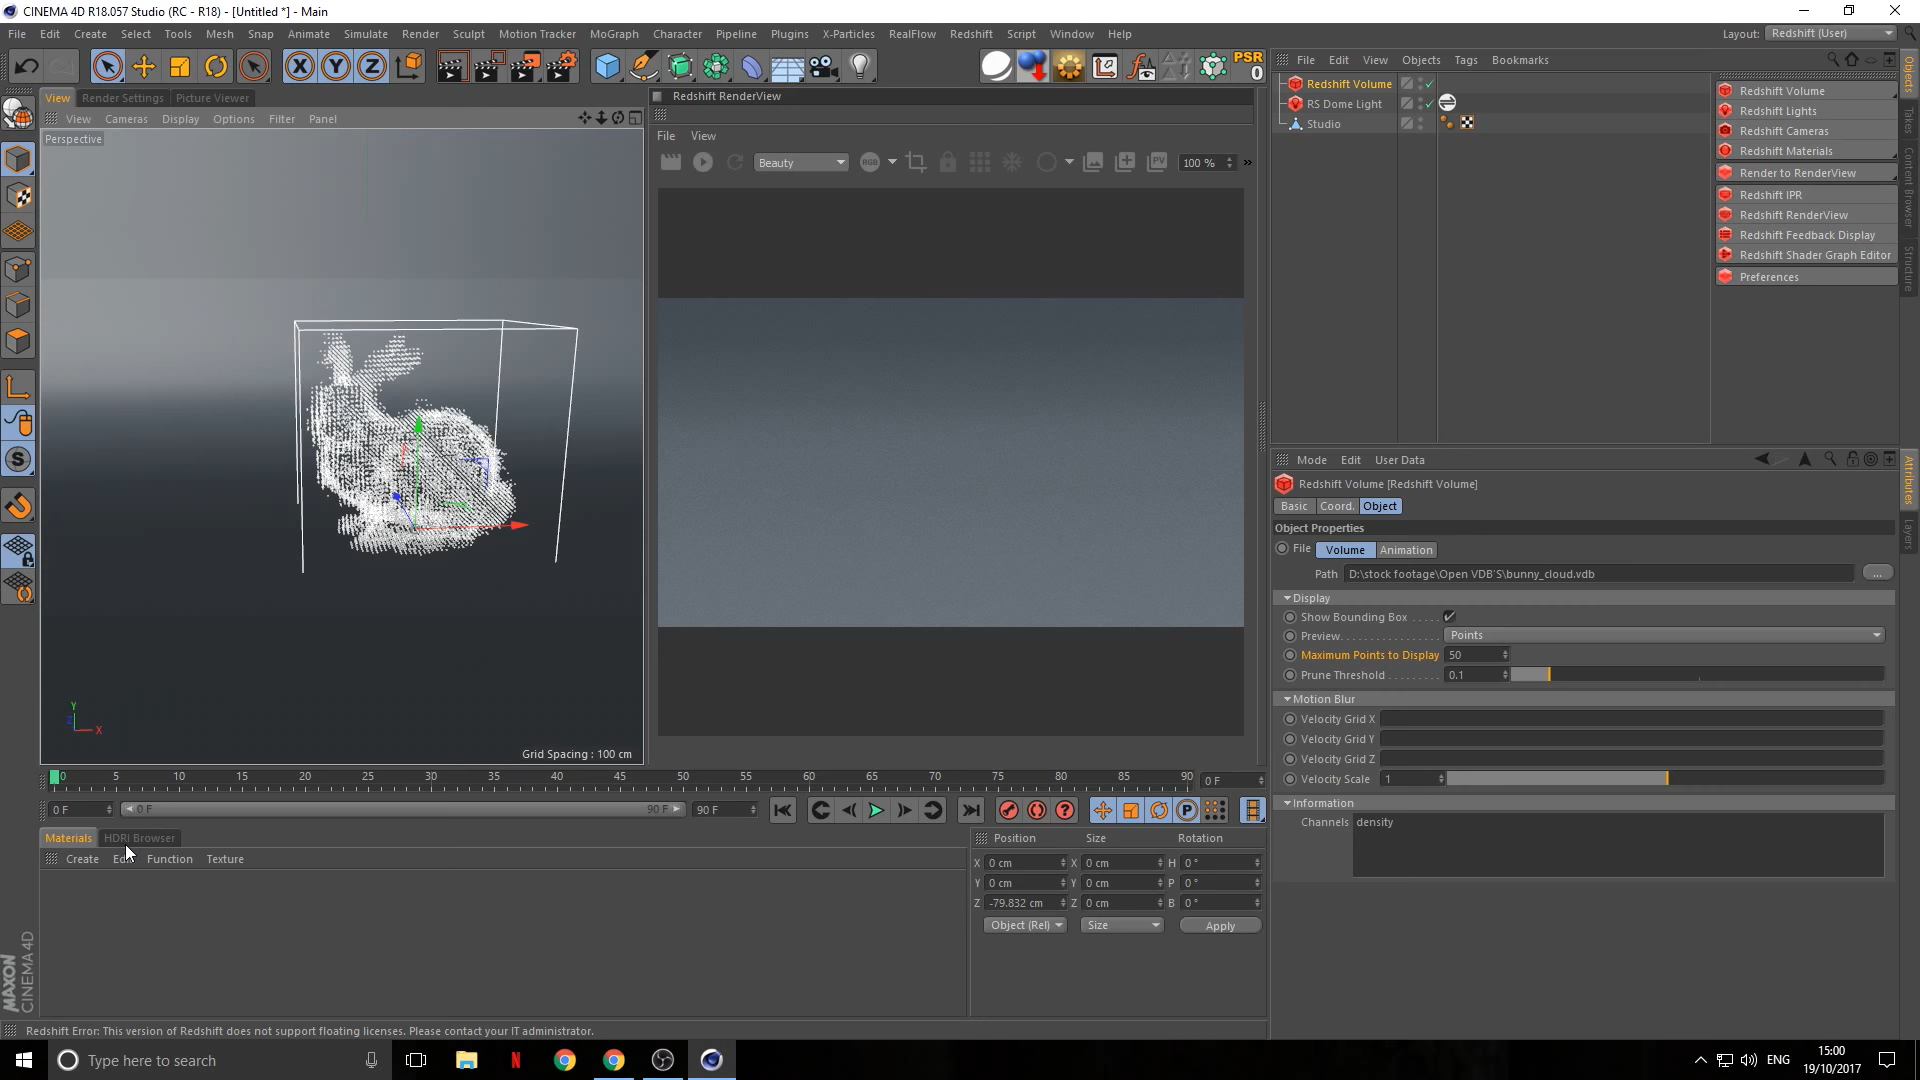 CINEMA 4D R18.057 Studio (RC - R18) - [Untitled *] - Main
File Edit Create Select Tools Mesh Snap Animate Simulate Render Sculpt Motion Tracker MoGraph Character Pipeline Plugins X-Particles RealFlow Redshift Script Window Help
Layout: Redshift (User)
PSR
0
View Render Settings Picture Viewer
View Cameras Display Options Filter Panel
Perspective
Y
Z
X
Grid Spacing : 100 cm
Redshift RenderView
File View
Beauty RGB PV 100 % »
File Edit View Objects Tags Bookmarks
Redshift Volume
RS Dome Light
Studio
Redshift Volume
Redshift Lights
Redshift Cameras
Redshift Materials
Render to RenderView
Redshift IPR
Redshift RenderView
Redshift Feedback Display
Redshift Shader Graph Editor
Preferences
Objects
Takes
Content Browser
Structure
Mode Edit User Data
Redshift Volume [Redshift Volume]
Basic Coord. Object
Object Properties
File Volume Animation
Path D:\stock footage\Open VDB'S\bunny_cloud.vdb ...
Display
Show Bounding Box . . . . .
Preview. . . . . . . . . . . . . . . . Points
Maximum Points to Display 50
Prune Threshold . . . . . . . . . 0.1
Motion Blur
Velocity Grid X
Velocity Grid Y
Velocity Grid Z
Velocity Scale 1
Information
Channels density
Attributes
Layers
0 5 10 15 20 25 30 35 40 45 50 55 60 65 70 75 80 85 90 0 F
0 F 0 F 90 F 90 F
Materials HDRI Browser
Create Function Texture
Position Size Rotation
X 0 cm X 0 cm H 0 °
Y 0 cm Y 0 cm P 0 °
Z -79.832 cm Z 0 cm B 0 °
Object (Rel) Size Apply
MAXON
CINEMA 4D
Redshift Error: This version of Redshift does not support floating licenses. Please contact your IT administrator.
Type here to search
ENG
15:00
19/10/2017